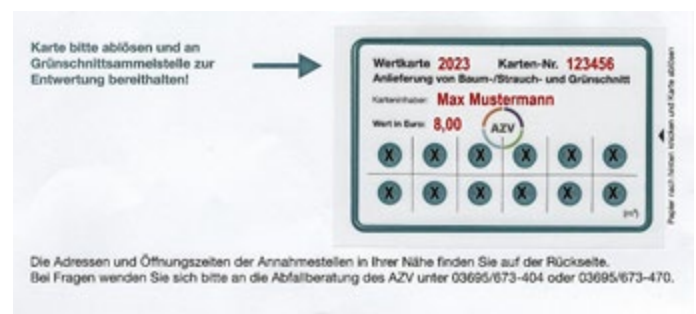 Karte bitte ablösen und an
Grünschnittsammelstelle zur
Entwertung bereithalten!
Wertkarte 2023 Karten-Nr. 123456
Anlieferung von Baum-/Strauch- und Grünschnitt
Karteninhaber: Max Mustermann
Wert in Euro: 8,00 AZV
X X X X X X
X X X X X X
(m³)
Papier nach hinten knicken und Karte ablösen
Die Adressen und Öffnungszeiten der Annahmestellen in Ihrer Nähe finden Sie auf der Rückseite.
Bei Fragen wenden Sie sich bitte an die Abfallberatung des AZV unter 03695/673-404 oder 03695/673-470.